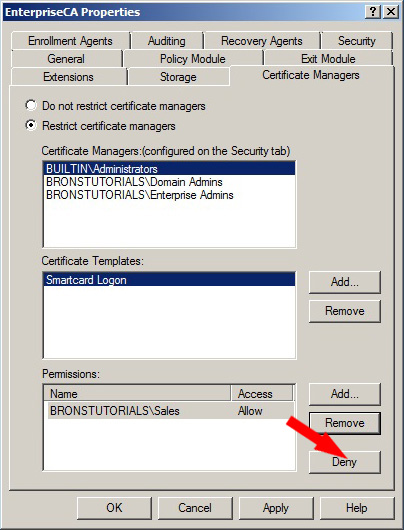 EnterpriseCA Properties
Enrollment Agents Auditing Recovery Agents Security
General Policy Module Exit Module
Extensions Storage Certificate Managers
Do not restrict certificate managers
Restrict certificate managers
Certificate Managers:(configured on the Security tab)
BUILTIN\Administrators
BRONSTUTORIALS\Domain Admins
BRONSTUTORIALS\Enterprise Admins
Certificate Templates:
Smartcard Logon
Add...
Remove
Permissions:
Name Access
BRONSTUTORIALS\Sales Allow
Add...
Remove
Deny
OK Cancel Apply Help